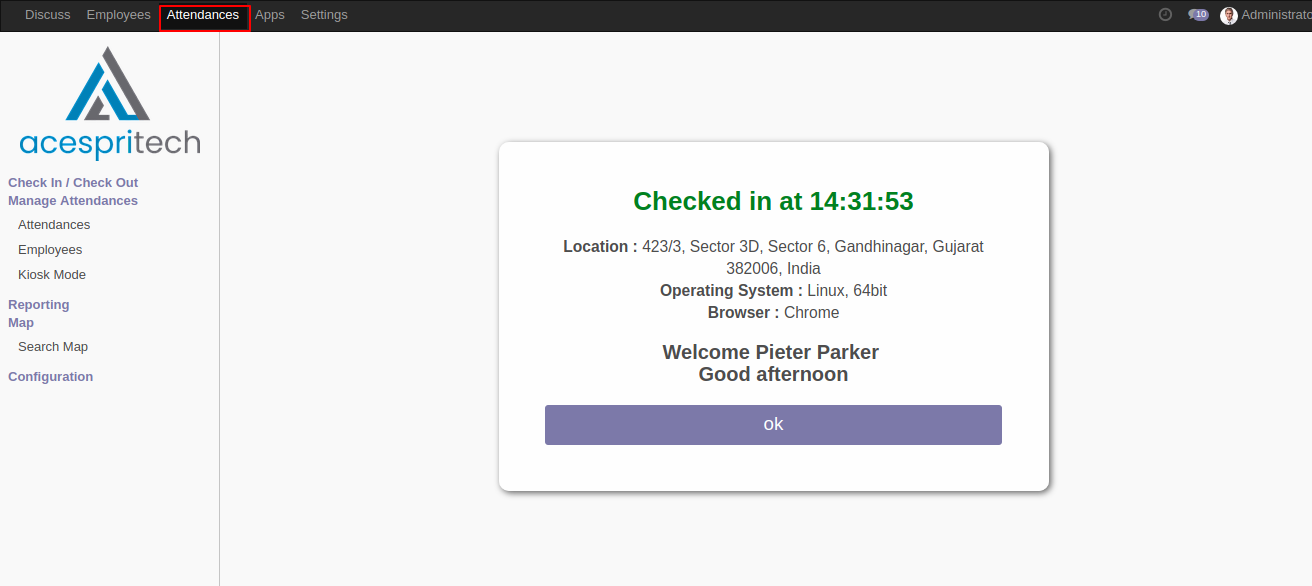 Discuss Employees Attendances Apps Settings 10 Administrato
acespritech
Check In / Check Out
Manage Attendances
Attendances
Employees
Kiosk Mode
Reporting
Map
Search Map
Configuration
Checked in at 14:31:53
Location : 423/3, Sector 3D, Sector 6, Gandhinagar, Gujarat
382006, India
Operating System : Linux, 64bit
Browser : Chrome
Welcome Pieter Parker
Good afternoon
ok